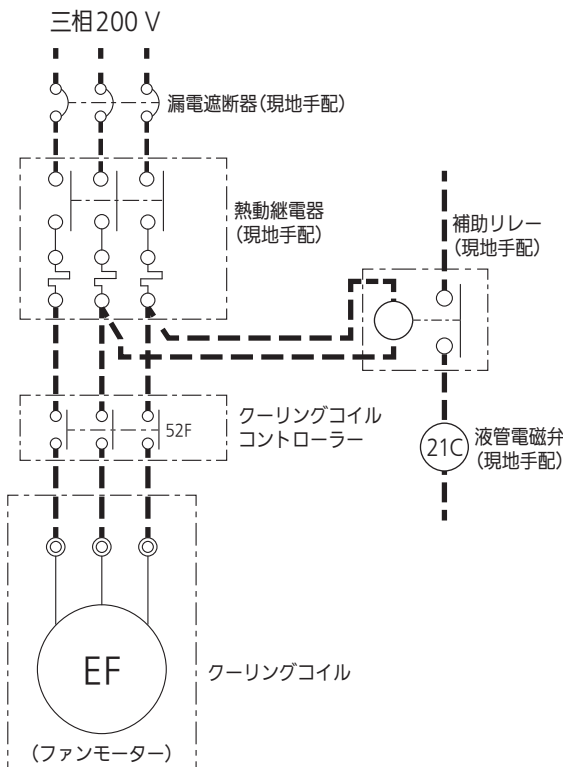 三相200 V
漏電遮断器(現地手配)
熱動継電器
(現地手配)
補助リレー
(現地手配)
52F
クーリングコイル
コントローラー
21C
液管電磁弁
(現地手配)
EF
クーリングコイル
(ファンモーター)